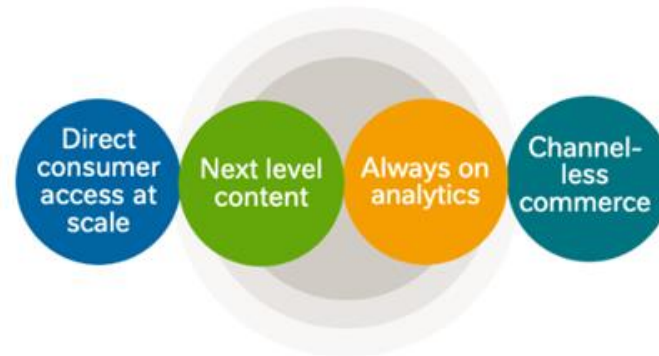 Direct
consumer
access at
scale
Next level
content
Always on
analytics
Channel-
less
commerce